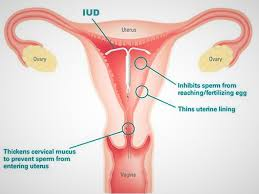 IUD
Uterus
Ovary
Ovary
Inhibits sperm from
reaching/fertilizing egg
Thins uterine lining
Thickens cervical mucus
to prevent sperm from
entering uterus
Vagina